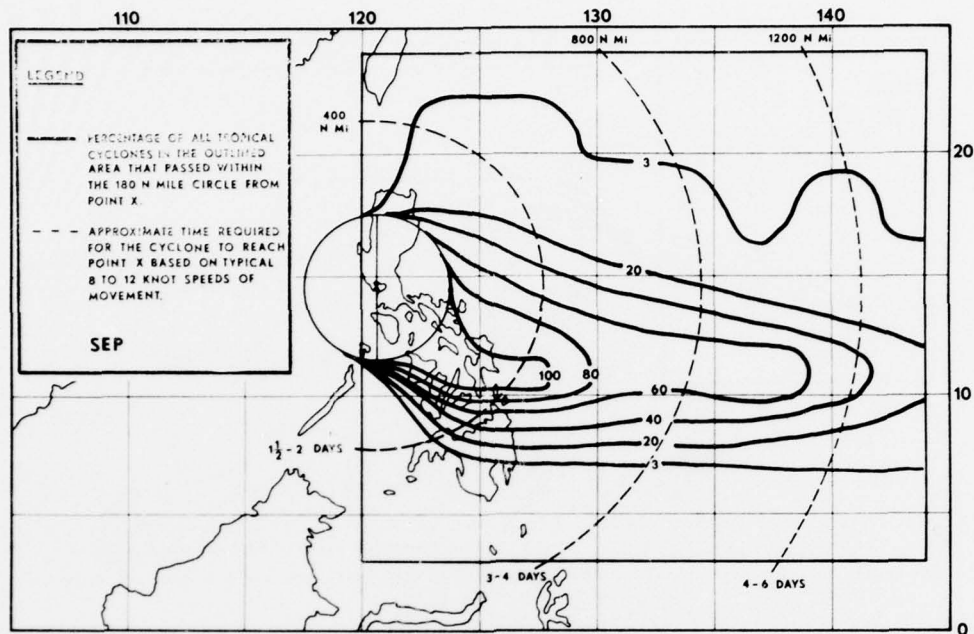 110 120 130 140
LEGEND
PERCENTAGE OF ALL TROPICAL
CYCLONES IN THE OUTLINED
AREA THAT PASSED WITHIN
THE 180 N MILE CIRCLE FROM
POINT X.
APPROXIMATE TIME REQUIRED
FOR THE CYCLONE TO REACH
POINT X BASED ON TYPICAL
8 TO 12 KNOT SPEEDS OF
MOVEMENT.
SEP
400
N MI
800 N Mi
1200 N MI
3
20
20
100
80
60
10
40
20
3
1½-2 DAYS
3-4 DAYS
4-6 DAYS
0